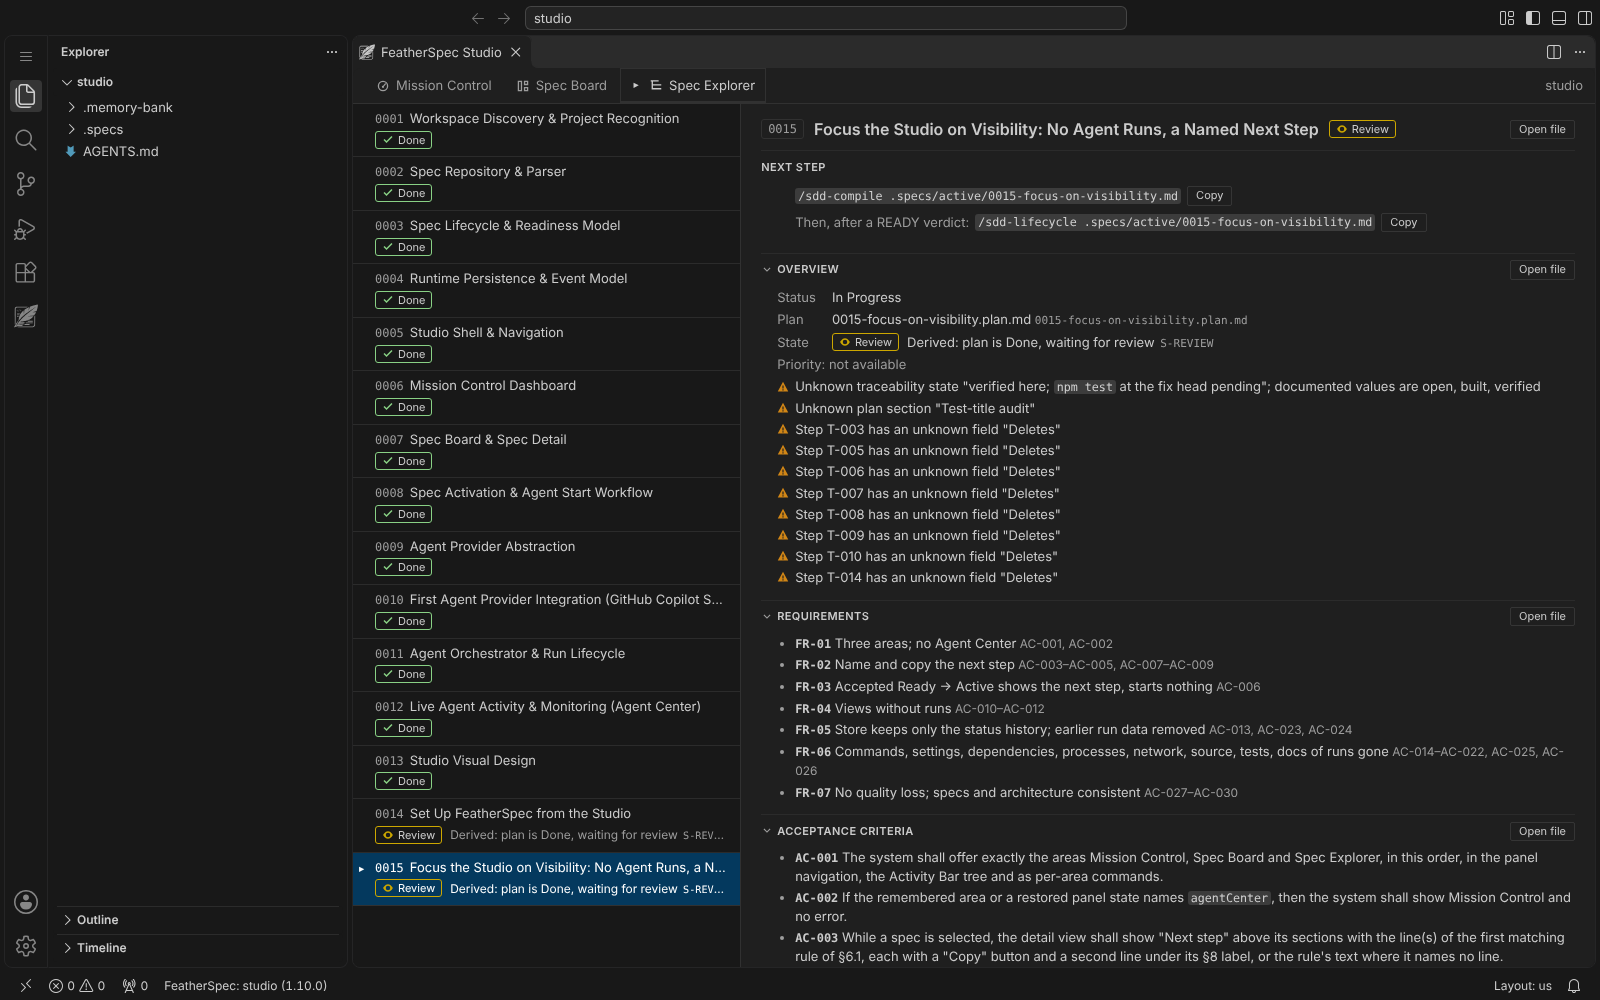 studio
Explorer
studio
.memory-bank
.specs
AGENTS.md
Outline
Timeline
FeatherSpec Studio
Mission Control
Spec Board
Spec Explorer
studio
0001 Workspace Discovery & Project Recognition
Done
0002 Spec Repository & Parser
Done
0003 Spec Lifecycle & Readiness Model
Done
0004 Runtime Persistence & Event Model
Done
0005 Studio Shell & Navigation
Done
0006 Mission Control Dashboard
Done
0007 Spec Board & Spec Detail
Done
0008 Spec Activation & Agent Start Workflow
Done
0009 Agent Provider Abstraction
Done
0010 First Agent Provider Integration (GitHub Copilot S...
Done
0011 Agent Orchestrator & Run Lifecycle
Done
0012 Live Agent Activity & Monitoring (Agent Center)
Done
0013 Studio Visual Design
Done
0014 Set Up FeatherSpec from the Studio
Review Derived: plan is Done, waiting for review S-REV...
0015 Focus the Studio on Visibility: No Agent Runs, a N...
Review Derived: plan is Done, waiting for review S-REV...
0015 Focus the Studio on Visibility: No Agent Runs, a Named Next Step Review Open file
NEXT STEP
/sdd-compile .specs/active/0015-focus-on-visibility.md Copy
Then, after a READY verdict: /sdd-lifecycle .specs/active/0015-focus-on-visibility.md Copy
OVERVIEW Open file
Status In Progress
Plan 0015-focus-on-visibility.plan.md 0015-focus-on-visibility.plan.md
State Review Derived: plan is Done, waiting for review S-REVIEW
Priority: not available
Unknown traceability state "verified here; npm test at the fix head pending"; documented values are open, built, verified
Unknown plan section "Test-title audit"
Step T-003 has an unknown field "Deletes"
Step T-005 has an unknown field "Deletes"
Step T-006 has an unknown field "Deletes"
Step T-007 has an unknown field "Deletes"
Step T-008 has an unknown field "Deletes"
Step T-009 has an unknown field "Deletes"
Step T-010 has an unknown field "Deletes"
Step T-014 has an unknown field "Deletes"
REQUIREMENTS Open file
• FR-01 Three areas; no Agent Center AC-001, AC-002
• FR-02 Name and copy the next step AC-003–AC-005, AC-007–AC-009
• FR-03 Accepted Ready → Active shows the next step, starts nothing AC-006
• FR-04 Views without runs AC-010–AC-012
• FR-05 Store keeps only the status history; earlier run data removed AC-013, AC-023, AC-024
• FR-06 Commands, settings, dependencies, processes, network, source, tests, docs of runs gone AC-014–AC-022, AC-025, AC-
026
• FR-07 No quality loss; specs and architecture consistent AC-027–AC-030
ACCEPTANCE CRITERIA Open file
• AC-001 The system shall offer exactly the areas Mission Control, Spec Board and Spec Explorer, in this order, in the panel
navigation, the Activity Bar tree and as per-area commands.
• AC-002 If the remembered area or a restored panel state names agentCenter, then the system shall show Mission Control and
no error.
• AC-003 While a spec is selected, the detail view shall show "Next step" above its sections with the line(s) of the first matching
rule of §6.1, each with a "Copy" button and a second line under its §8 label, or the rule's text where it names no line.
0 0 0 FeatherSpec: studio (1.10.0) Layout: us